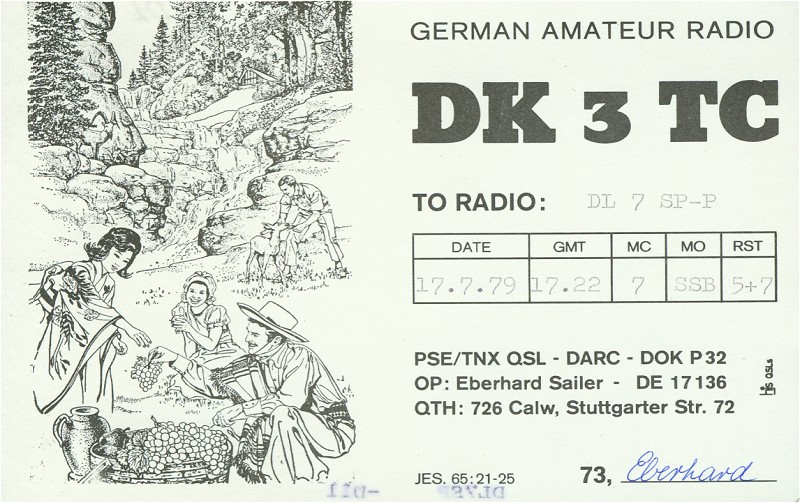 GERMAN AMATEUR RADIO
DK 3 TC
TO RADIO: DL 7 SP-P
DATE GMT MC MO RST
17.7.79 17.22 7 SSB 5+7
PSE/TNX QSL - DARC - DOK P 32
OP: Eberhard Sailer - DE 17 136
QTH: 726 Calw, Stuttgarter Str. 72
JES. 65:21-25 73, Eberhard